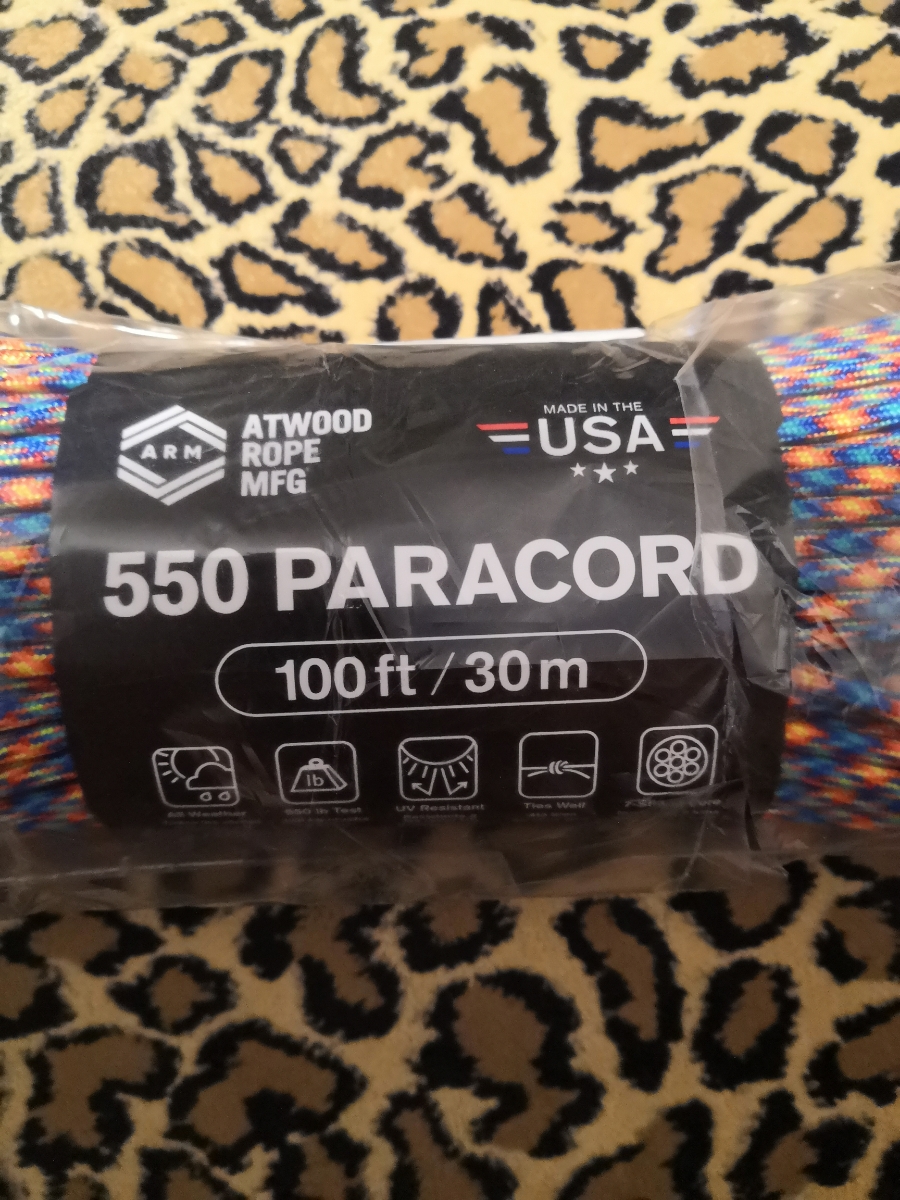 ARM
ATWOOD
ROPE
MFG
MADE IN THE
USA
550 PARACORD
100 ft / 30 m
lb
All Weather
550 lb Test
UV Resistant
Ties Well